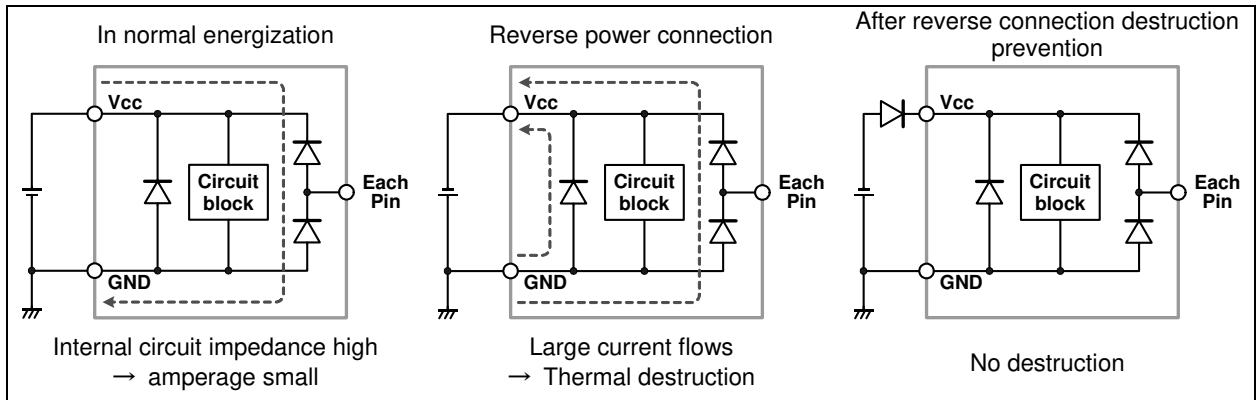 In normal energization
Vcc
Circuit
block
Each
Pin
GND
Internal circuit impedance high
→ amperage small
Reverse power connection
Vcc
Circuit
block
Each
Pin
GND
Large current flows
→ Thermal destruction
After reverse connection destruction
prevention
Vcc
Circuit
block
Each
Pin
GND
No destruction